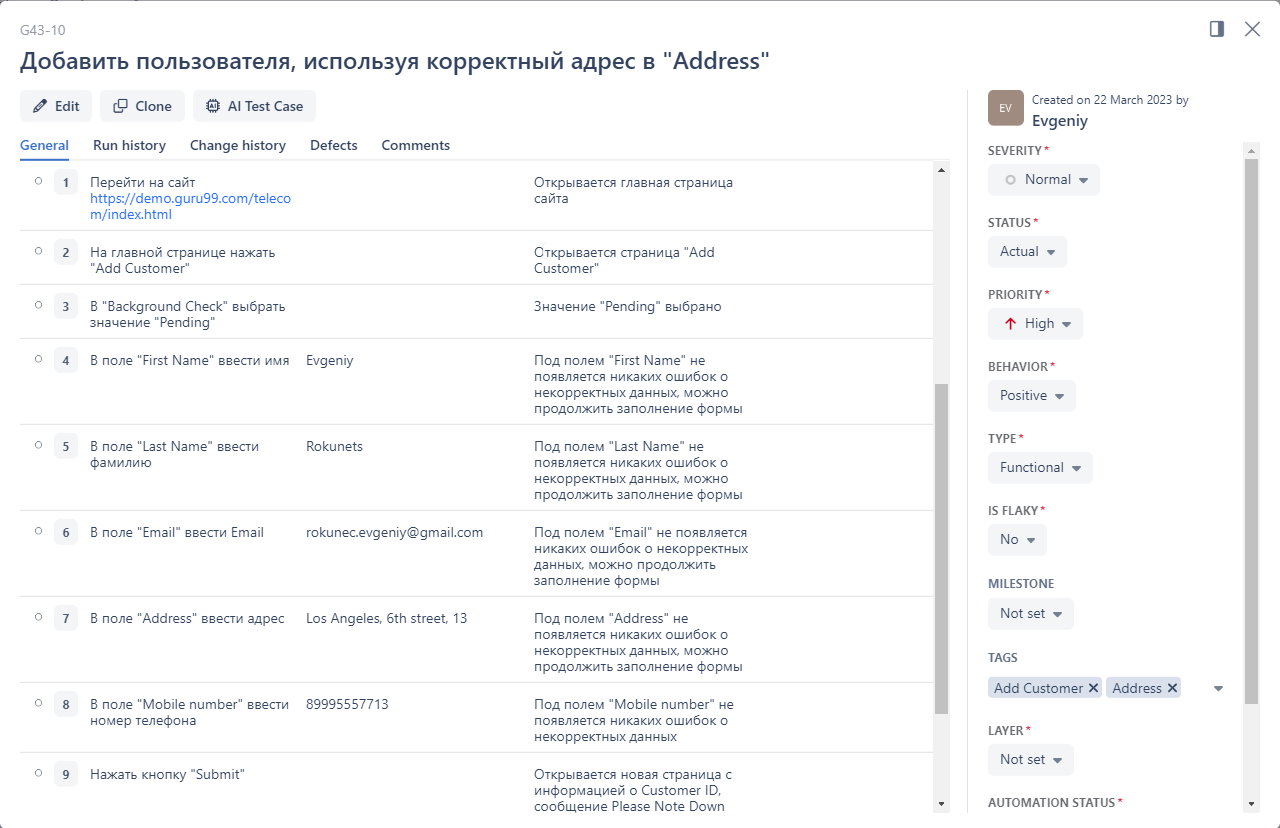 G43-10
Добавить пользователя, используя корректный адрес в "Address"
Edit
Clone
AI Test Case
General
Run history
Change history
Defects
Comments
1
Перейти на сайт
https://demo.guru99.com/teleco
m/index.html
Открывается главная страница
сайта
2
На главной странице нажать
"Add Customer"
Открывается страница "Add
Customer"
3
В "Background Check" выбрать
значение "Pending"
Значение "Pending" выбрано
4
В поле "First Name" ввести имя
Evgeniy
Под полем "First Name" не
появляется никаких ошибок о
некорректных данных, можно
продолжить заполнение формы
5
В поле "Last Name" ввести
фамилию
Rokunets
Под полем "Last Name" не
появляется никаких ошибок о
некорректных данных, можно
продолжить заполнение формы
6
В поле "Email" ввести Email
rokunec.evgeniy@gmail.com
Под полем "Email" не появляется
никаких ошибок о некорректных
данных, можно продолжить
заполнение формы
7
В поле "Address" ввести адрес
Los Angeles, 6th street, 13
Под полем "Address" не
появляется никаких ошибок о
некорректных данных, можно
продолжить заполнение формы
8
В поле "Mobile number" ввести
номер телефона
89995557713
Под полем "Mobile number" не
появляется никаких ошибок о
некорректных данных
9
Нажать кнопку "Submit"
Открывается новая страница с
информацией о Customer ID,
сообщение Please Note Down
EV
Created on 22 March 2023 by
Evgeniy
SEVERITY*
Normal
STATUS*
Actual
PRIORITY*
High
BEHAVIOR*
Positive
TYPE*
Functional
IS FLAKY*
No
MILESTONE
Not set
TAGS
Add Customer
Address
LAYER*
Not set
AUTOMATION STATUS*